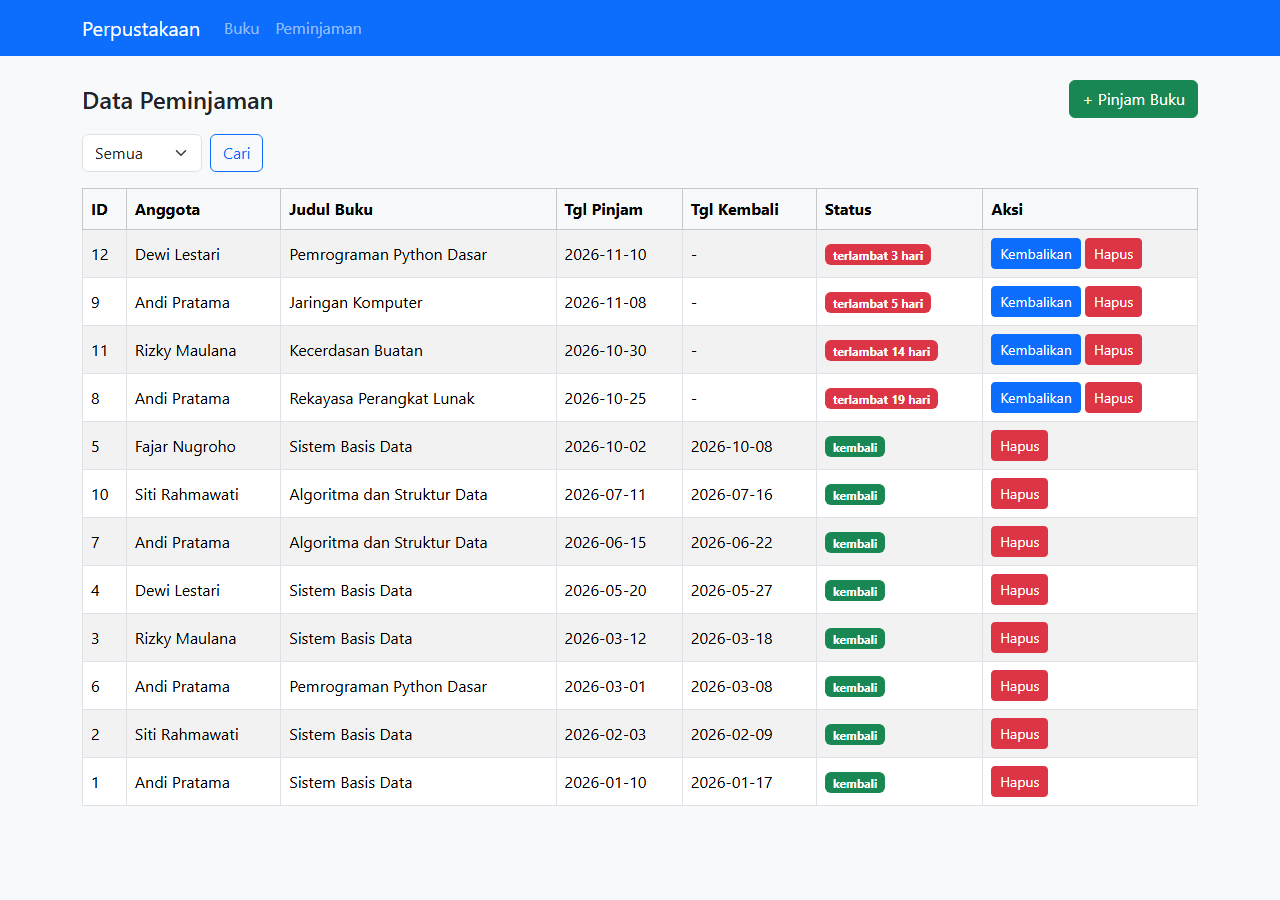 Perpustakaan Buku Peminjaman
Data Peminjaman
+ Pinjam Buku
Semua Cari
ID Anggota Judul Buku Tgl Pinjam Tgl Kembali Status Aksi
12 Dewi Lestari Pemrograman Python Dasar 2026-11-10 - terlambat 3 hari Kembalikan Hapus
9 Andi Pratama Jaringan Komputer 2026-11-08 - terlambat 5 hari Kembalikan Hapus
11 Rizky Maulana Kecerdasan Buatan 2026-10-30 - terlambat 14 hari Kembalikan Hapus
8 Andi Pratama Rekayasa Perangkat Lunak 2026-10-25 - terlambat 19 hari Kembalikan Hapus
5 Fajar Nugroho Sistem Basis Data 2026-10-02 2026-10-08 kembali Hapus
10 Siti Rahmawati Algoritma dan Struktur Data 2026-07-11 2026-07-16 kembali Hapus
7 Andi Pratama Algoritma dan Struktur Data 2026-06-15 2026-06-22 kembali Hapus
4 Dewi Lestari Sistem Basis Data 2026-05-20 2026-05-27 kembali Hapus
3 Rizky Maulana Sistem Basis Data 2026-03-12 2026-03-18 kembali Hapus
6 Andi Pratama Pemrograman Python Dasar 2026-03-01 2026-03-08 kembali Hapus
2 Siti Rahmawati Sistem Basis Data 2026-02-03 2026-02-09 kembali Hapus
1 Andi Pratama Sistem Basis Data 2026-01-10 2026-01-17 kembali Hapus